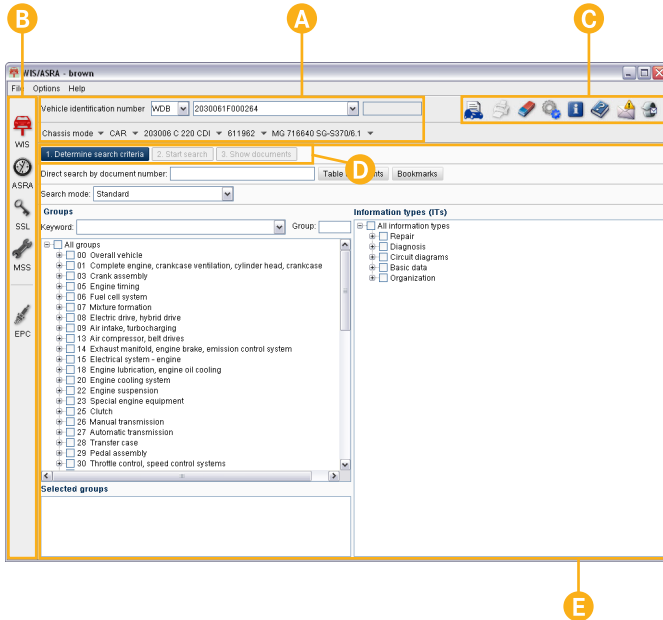 B
A
C
WIS/ASRA - brown
File Options Help
Vehicle identification number WDB 2030061F000264
Chassis mode CAR 203006 C 220 CDI 611962 MG 716640 SG-S370/6.1
WIS
ASRA
SSL
MSS
EPC
1. Determine search criteria 2. Start search 3. Show documents
D
Direct search by document number: Table Bookmarks
Search mode: Standard
Groups
Keyword: Group:
All groups
00 Overall vehicle
01 Complete engine, crankcase ventilation, cylinder head, crankcase
03 Crank assembly
05 Engine timing
06 Fuel cell system
07 Mixture formation
08 Electric drive, hybrid drive
09 Air intake, turbocharging
13 Air compressor, belt drives
14 Exhaust manifold, engine brake, emission control system
15 Electrical system - engine
18 Engine lubrication, engine oil cooling
20 Engine cooling system
22 Engine suspension
23 Special engine equipment
25 Clutch
26 Manual transmission
27 Automatic transmission
28 Transfer case
29 Pedal assembly
30 Throttle control, speed control systems
Selected groups
Information types (ITs)
All information types
Repair
Diagnosis
Circuit diagrams
Basic data
Organization
E